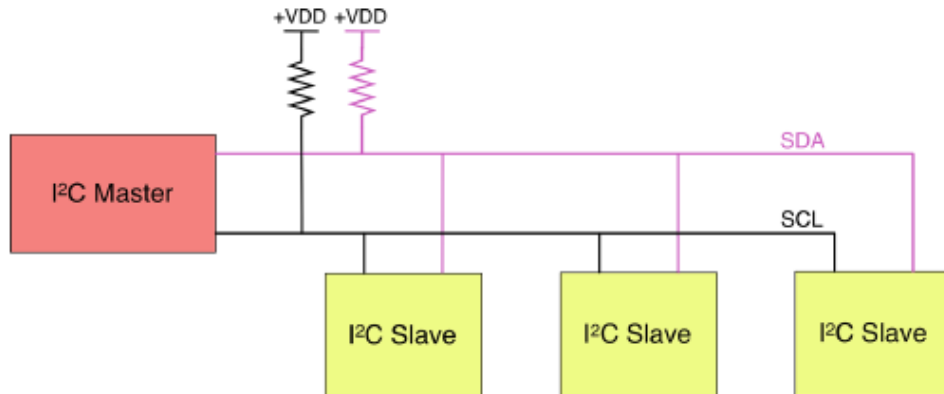 +VDD +VDD
SDA
I²C Master
SCL
I²C Slave
I²C Slave
I²C Slave